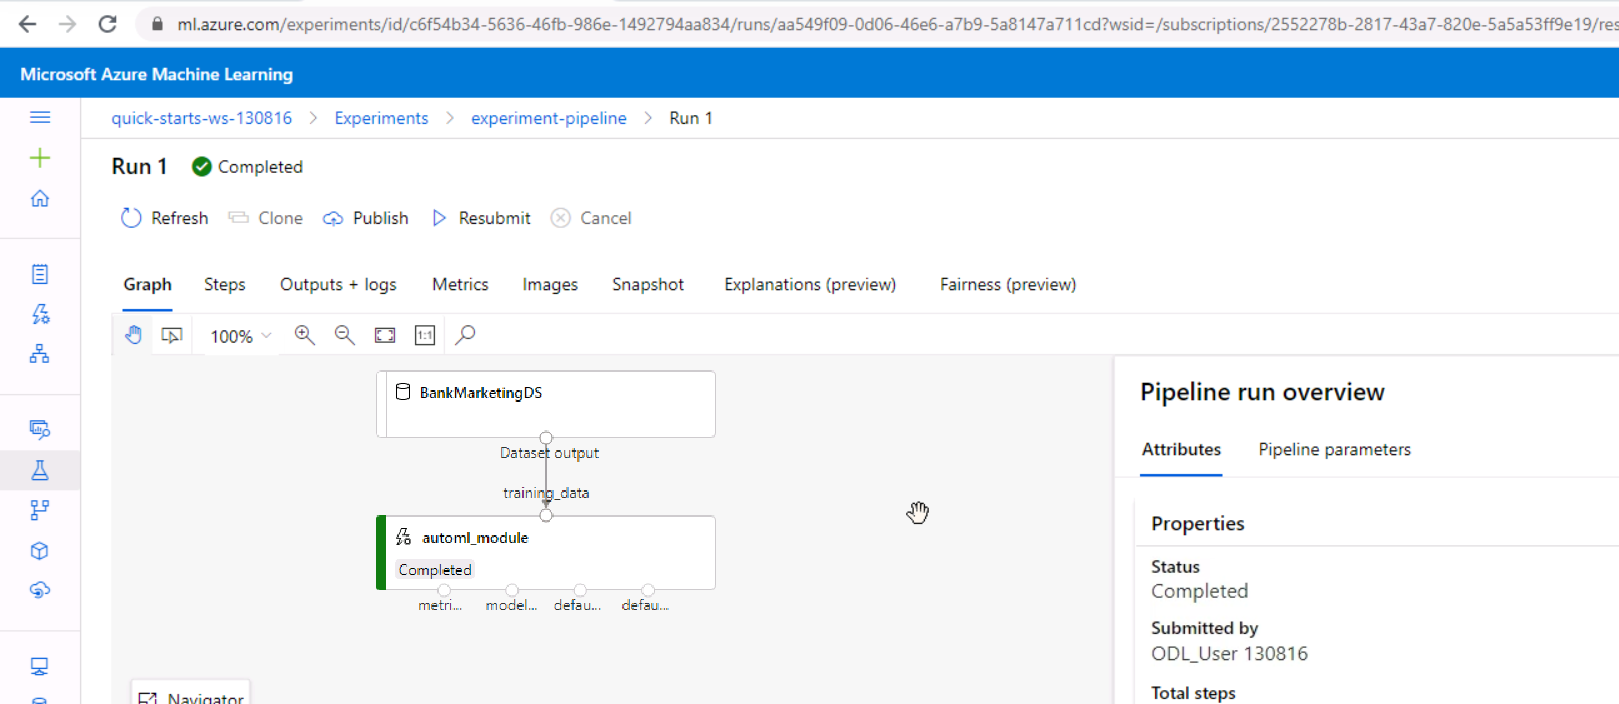 ml.azure.com/experiments/id/c6f54b34-5636-46fb-986e-1492794aa834/runs/aa549f09-0d06-46e6-a7b9-5a8147a711cd?wsid=/subscriptions/2552278b-2817-43a7-820e-5a5a53ff9e19/res
Microsoft Azure Machine Learning
quick-starts-ws-130816 > Experiments > experiment-pipeline > Run 1
Run 1 Completed
Refresh Clone Publish Resubmit Cancel
Graph Steps Outputs + logs Metrics Images Snapshot Explanations (preview) Fairness (preview)
100% 1:1
BankMarketingDS
Dataset output
training_data
automl_module
Completed
metri... model... defau... defau...
Navigator
Pipeline run overview
Attributes Pipeline parameters
Properties
Status
Completed
Submitted by
ODL_User 130816
Total steps